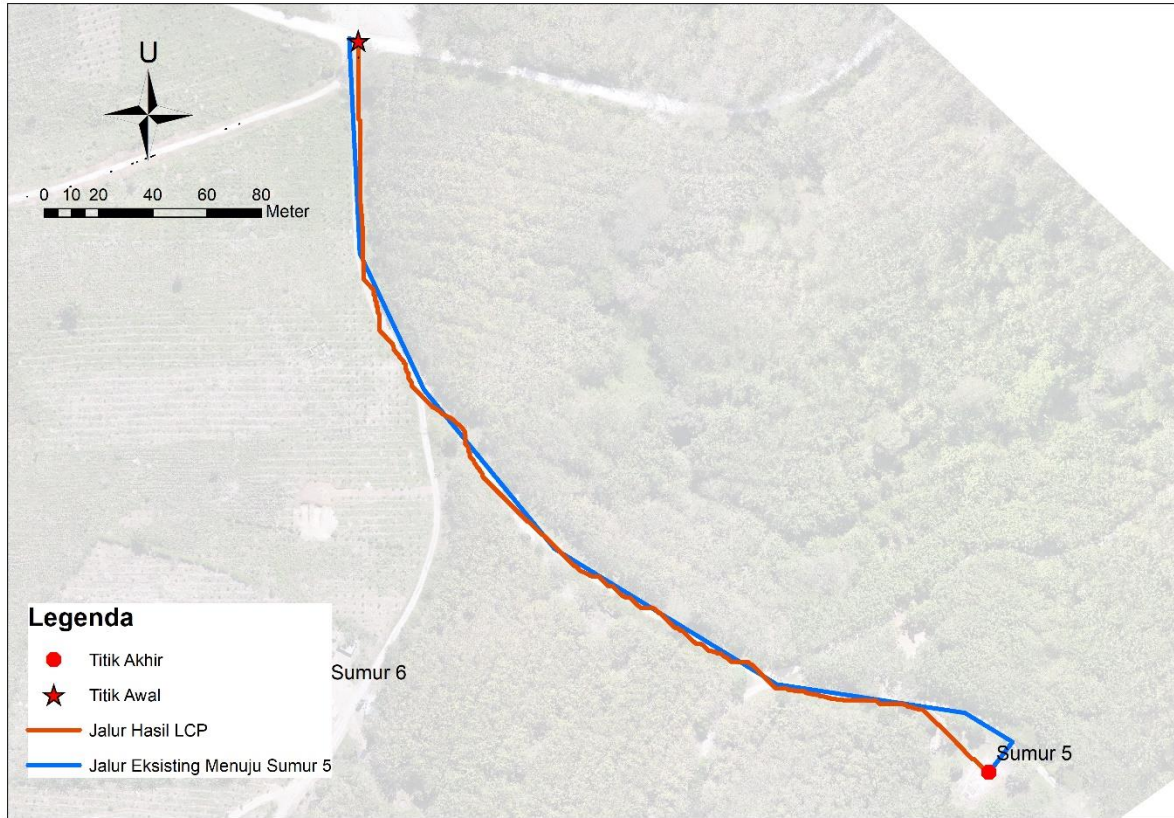 U
0 10 20 40 60 80
Meter
Legenda
Titik Akhir
Titik Awal
Jalur Hasil LCP
Jalur Eksisting Menuju Sumur 5
Sumur 6
Sumur 5